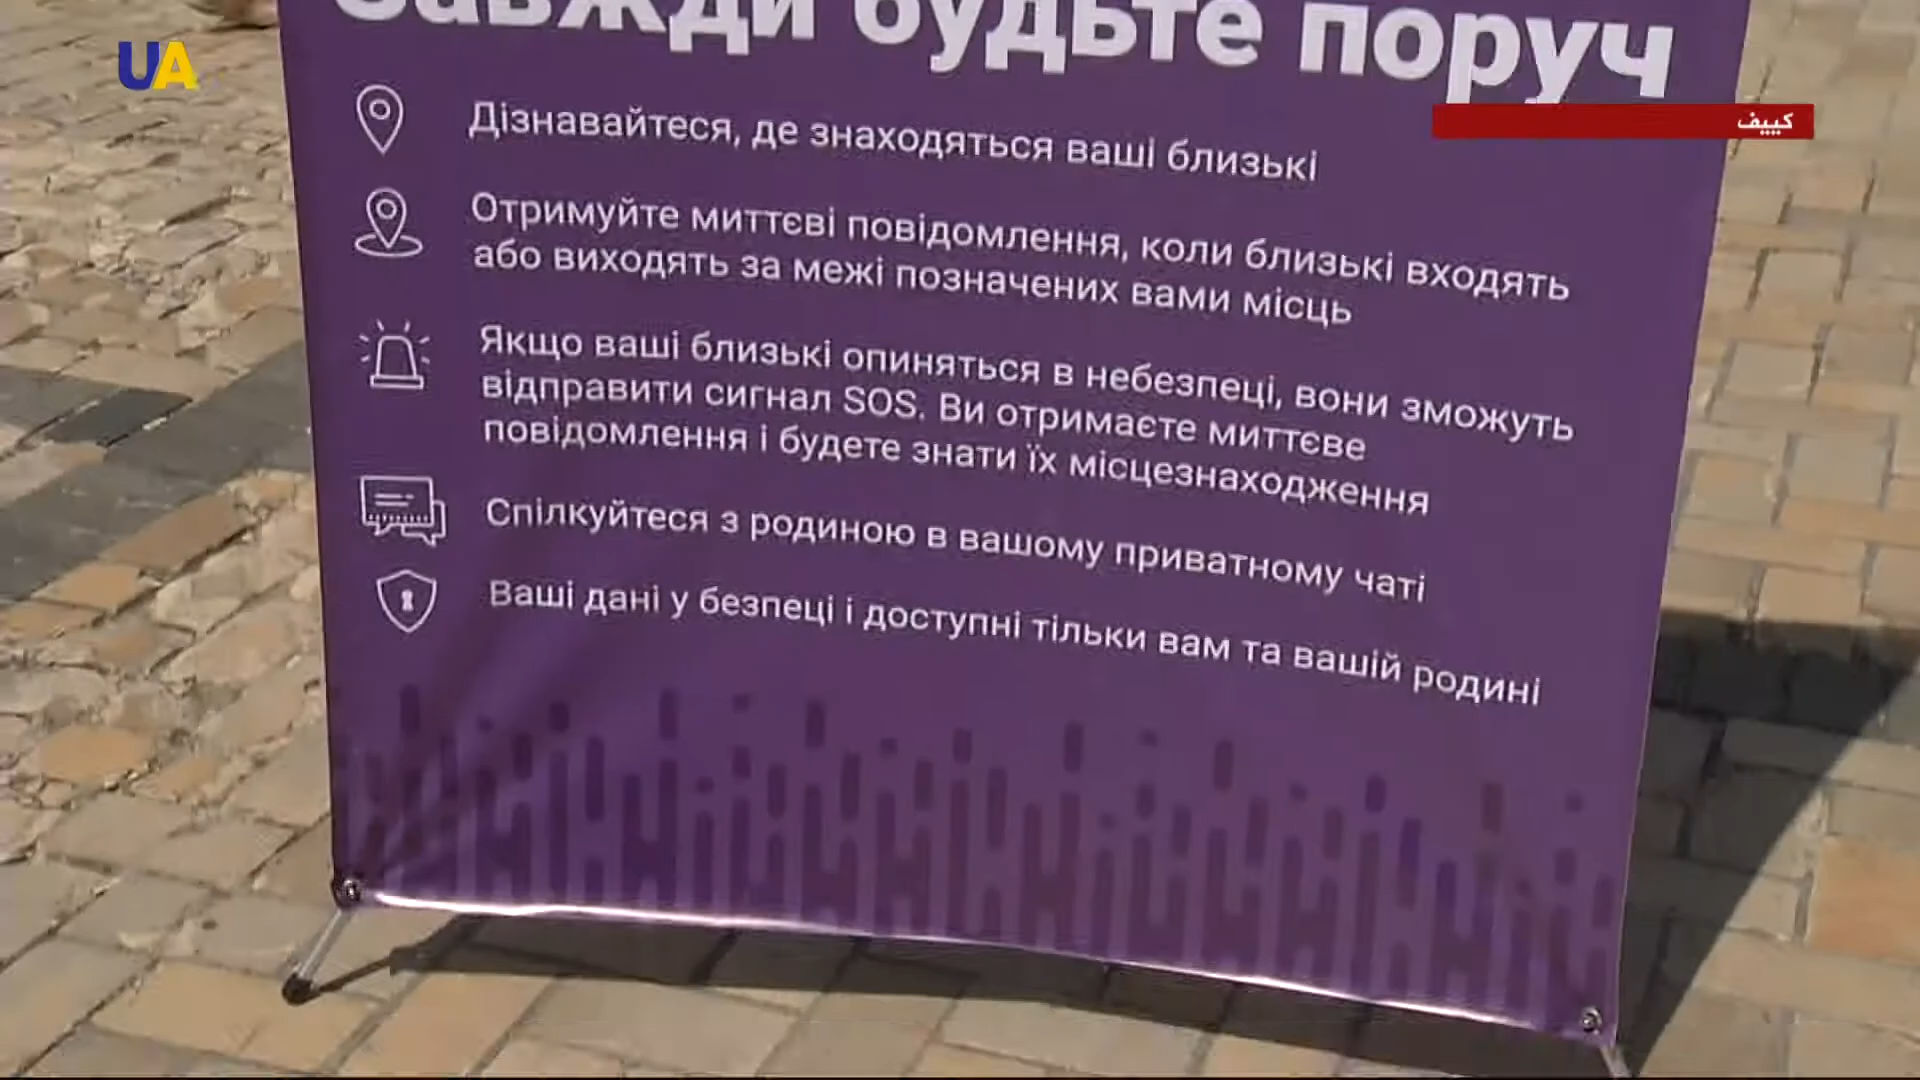 Завжди будьте поруч
UA
كييف
Дізнавайтеся, де знаходяться ваші близькі
Отримуйте миттєві повідомлення, коли близькі входять
або виходять за межі позначених вами місць
Якщо ваші близькі опиняться в небезпеці, вони зможуть
відправити сигнал SOS. Ви отримаєте миттєве
повідомлення і будете знати їх місцезнаходження
Спілкуйтеся з родиною в вашому приватному чаті
Ваші дані у безпеці і доступні тільки вам та вашій родині